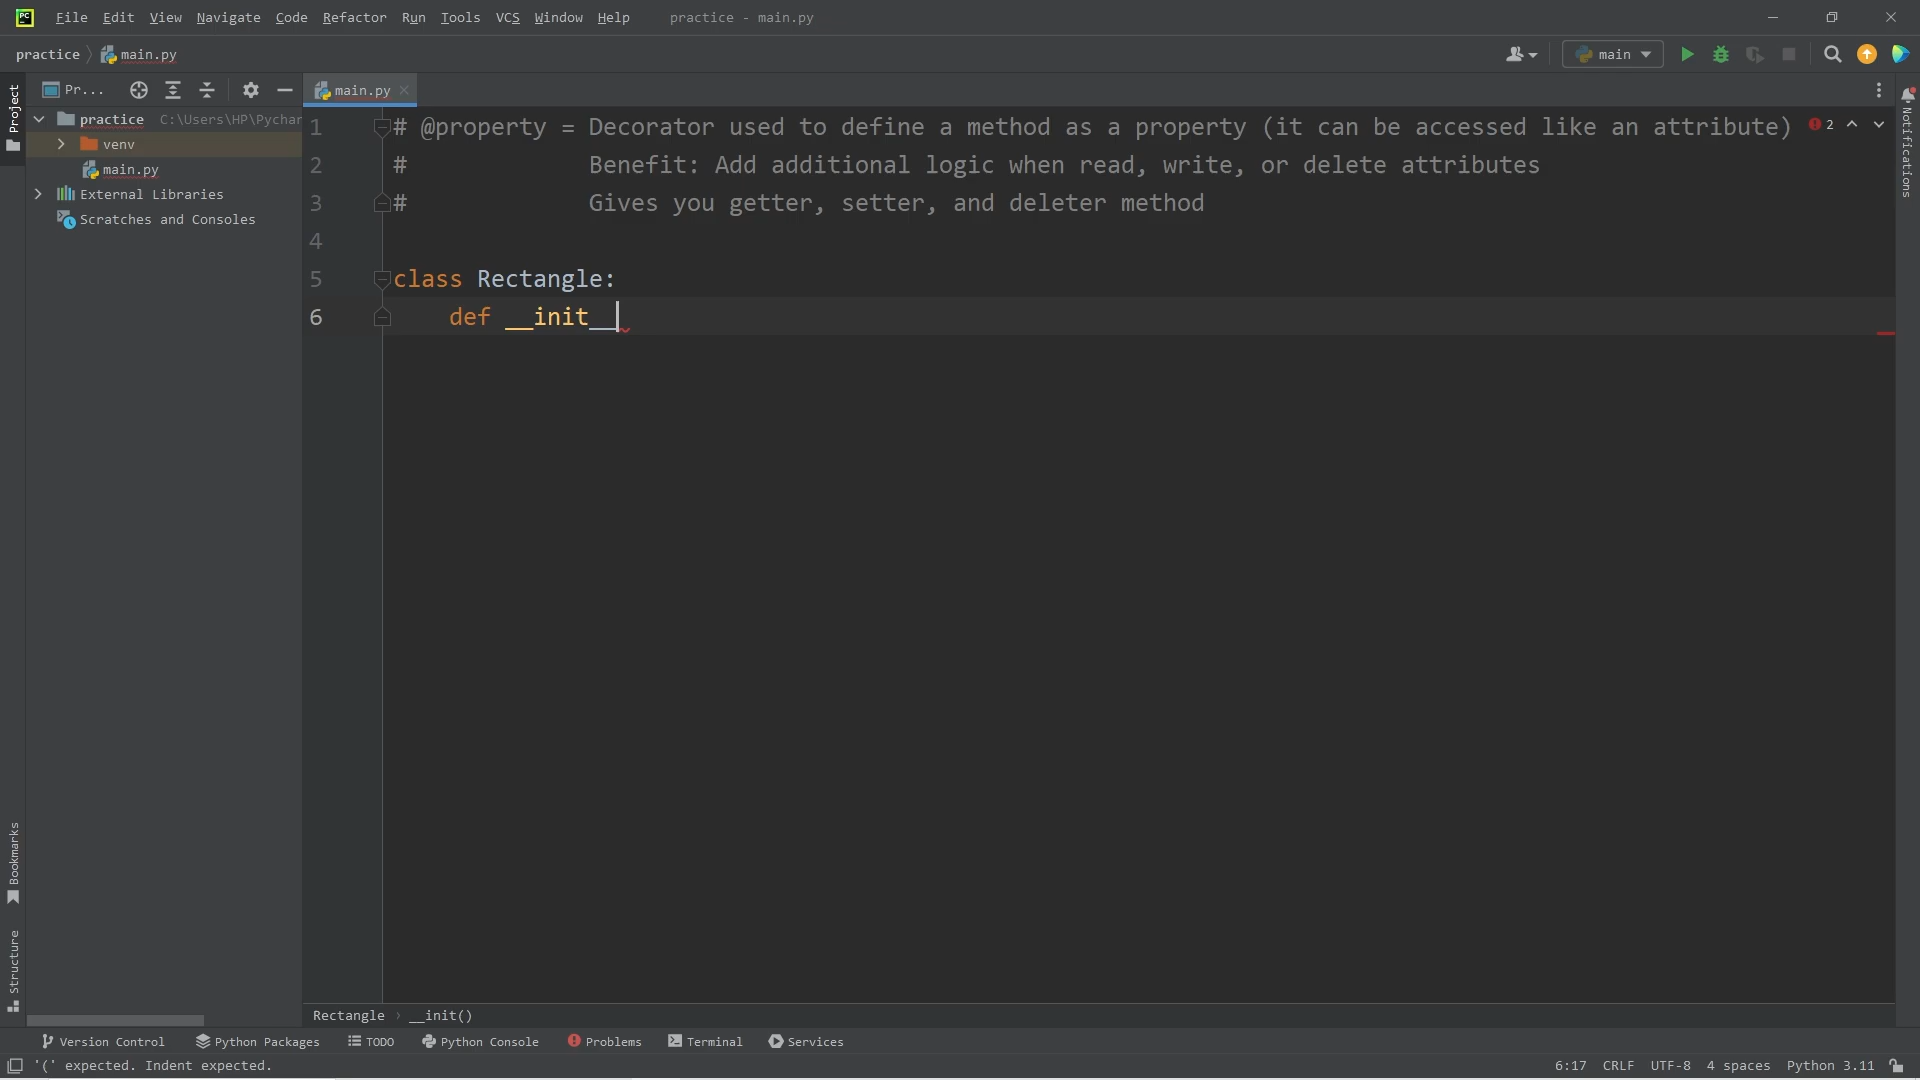 PC File Edit View Navigate Code Refactor Run Tools VCS Window Help practice - main.py
practice main.py main
Project Pr... main.py
practice C:\Users\HP\Pychar
venv
main.py
External Libraries
Scratches and Consoles
1 # @property = Decorator used to define a method as a property (it can be accessed like an attribute) 2
2 # Benefit: Add additional logic when read, write, or delete attributes
3 # Gives you getter, setter, and deleter method
4
5 class Rectangle:
6 def __init__
Notifications
Bookmarks
Structure
Rectangle › __init()
Version Control Python Packages TODO Python Console Problems Terminal Services
'(' expected. Indent expected. 6:17 CRLF UTF-8 4 spaces Python 3.11